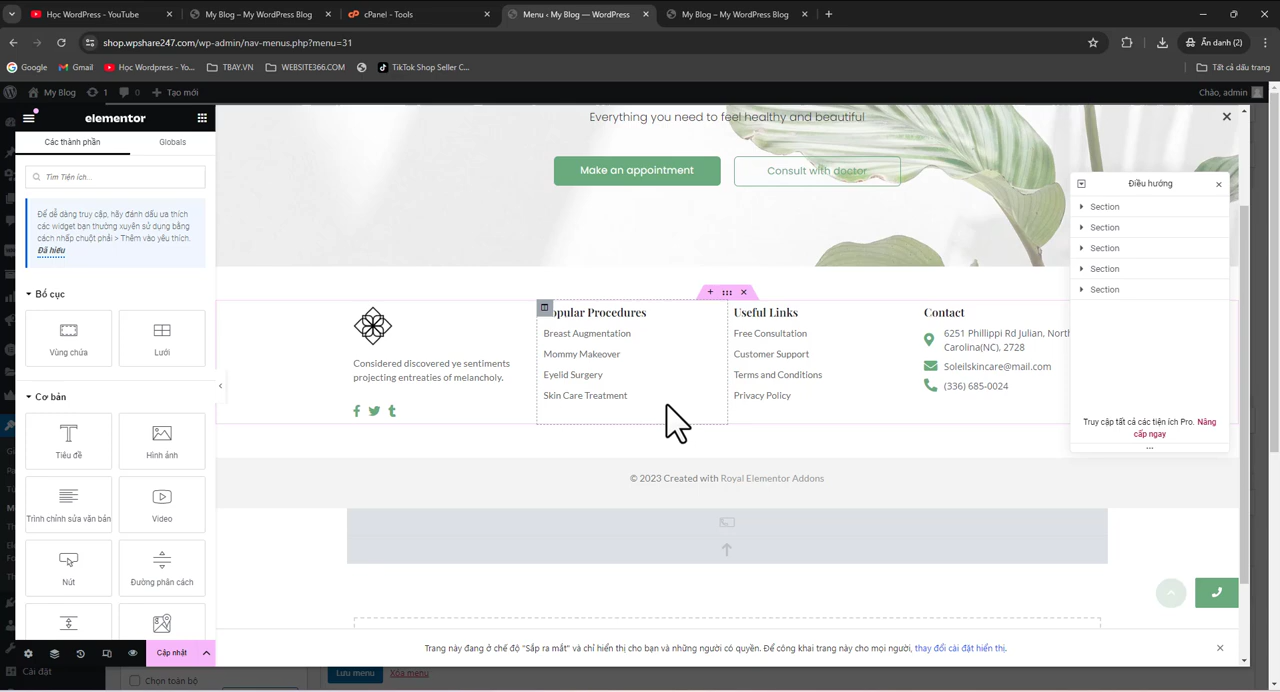 Học WordPress - YouTube
My Blog – My WordPress Blog
cPanel - Tools
Menu ‹ My Blog — WordPress
My Blog – My WordPress Blog
shop.wpshare247.com/wp-admin/nav-menus.php?menu=31
Ẩn danh (2)
Google
Gmail
Học Wordpress - Yo...
TBAY.VN
WEBSITE366.COM
TikTok Shop Seller C...
Tất cả dấu trang
My Blog
1
0
Tạo mới
Chào, admin
elementor
Các thành phần
Globals
Tìm Tiện ích...
Để dễ dàng truy cập, hãy đánh dấu ưa thích
các widget bạn thường xuyên sử dụng bằng
cách nhấp chuột phải > Thêm vào yêu thích.
Đã hiểu
Bố cục
Vùng chứa
Lưới
Cơ bản
Tiêu đề
Hình ảnh
Trình chỉnh sửa văn bản
Video
Nút
Đường phân cách
Cập nhật
Everything you need to feel healthy and beautiful
Make an appointment
Consult with doctor
Considered discovered ye sentiments
projecting entreaties of melancholy.
opular Procedures
Breast Augmentation
Mommy Makeover
Eyelid Surgery
Skin Care Treatment
Useful Links
Free Consultation
Customer Support
Terms and Conditions
Privacy Policy
Contact
6251 Phillippi Rd Julian, North
Carolina(NC), 2728
Soleilskincare@mail.com
(336) 685-0024
© 2023 Created with Royal Elementor Addons
Điều hướng
Section
Section
Section
Section
Section
Truy cập tất cả các tiện ích Pro. Nâng
cấp ngay
Trang này đang ở chế độ "Sắp ra mắt" và chỉ hiển thị cho bạn và những người có quyền. Để công khai trang này cho mọi người, thay đổi cài đặt hiển thị.
Cài đặt
Chọn toàn bộ
Lưu menu
Xóa menu